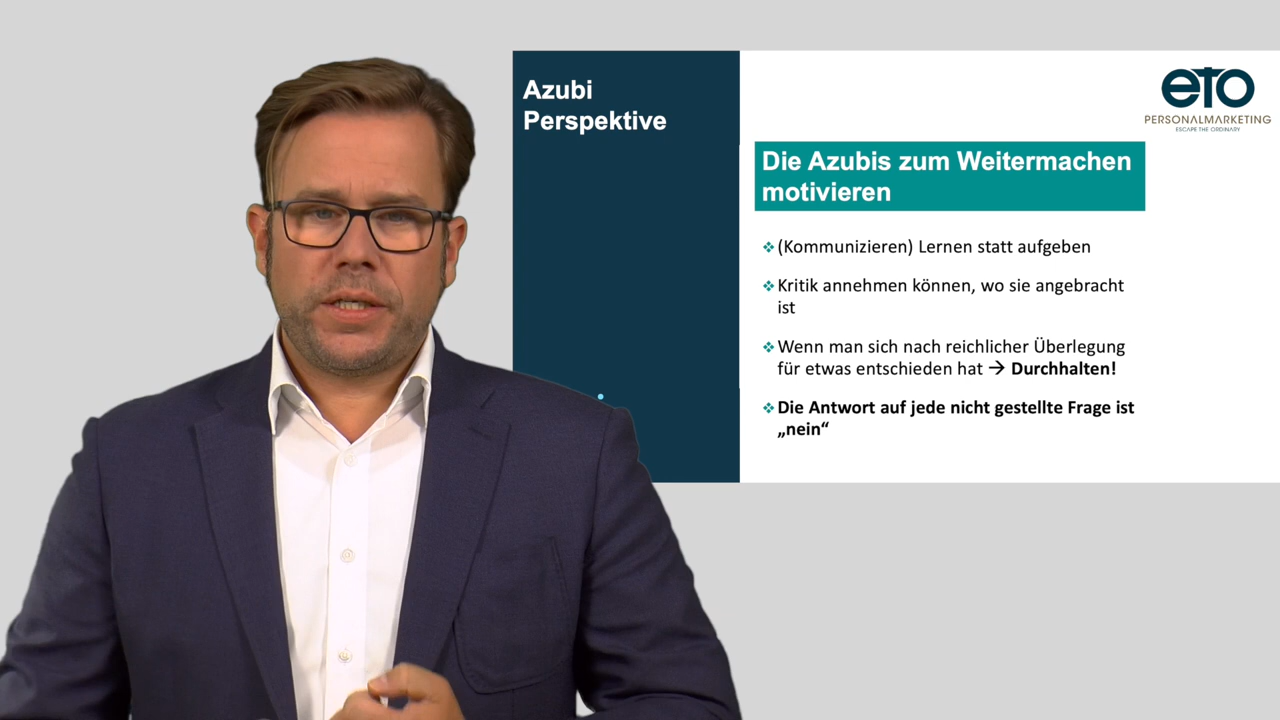 Azubi
Perspektive
eTO
PERSONALMARKETING
ESCAPE THE ORDINARY
Die Azubis zum Weitermachen
motivieren
❖(Kommunizieren) Lernen statt aufgeben
❖Kritik annehmen können, wo sie angebracht
ist
❖Wenn man sich nach reichlicher Überlegung
für etwas entschieden hat → Durchhalten!
❖Die Antwort auf jede nicht gestellte Frage ist
„nein“